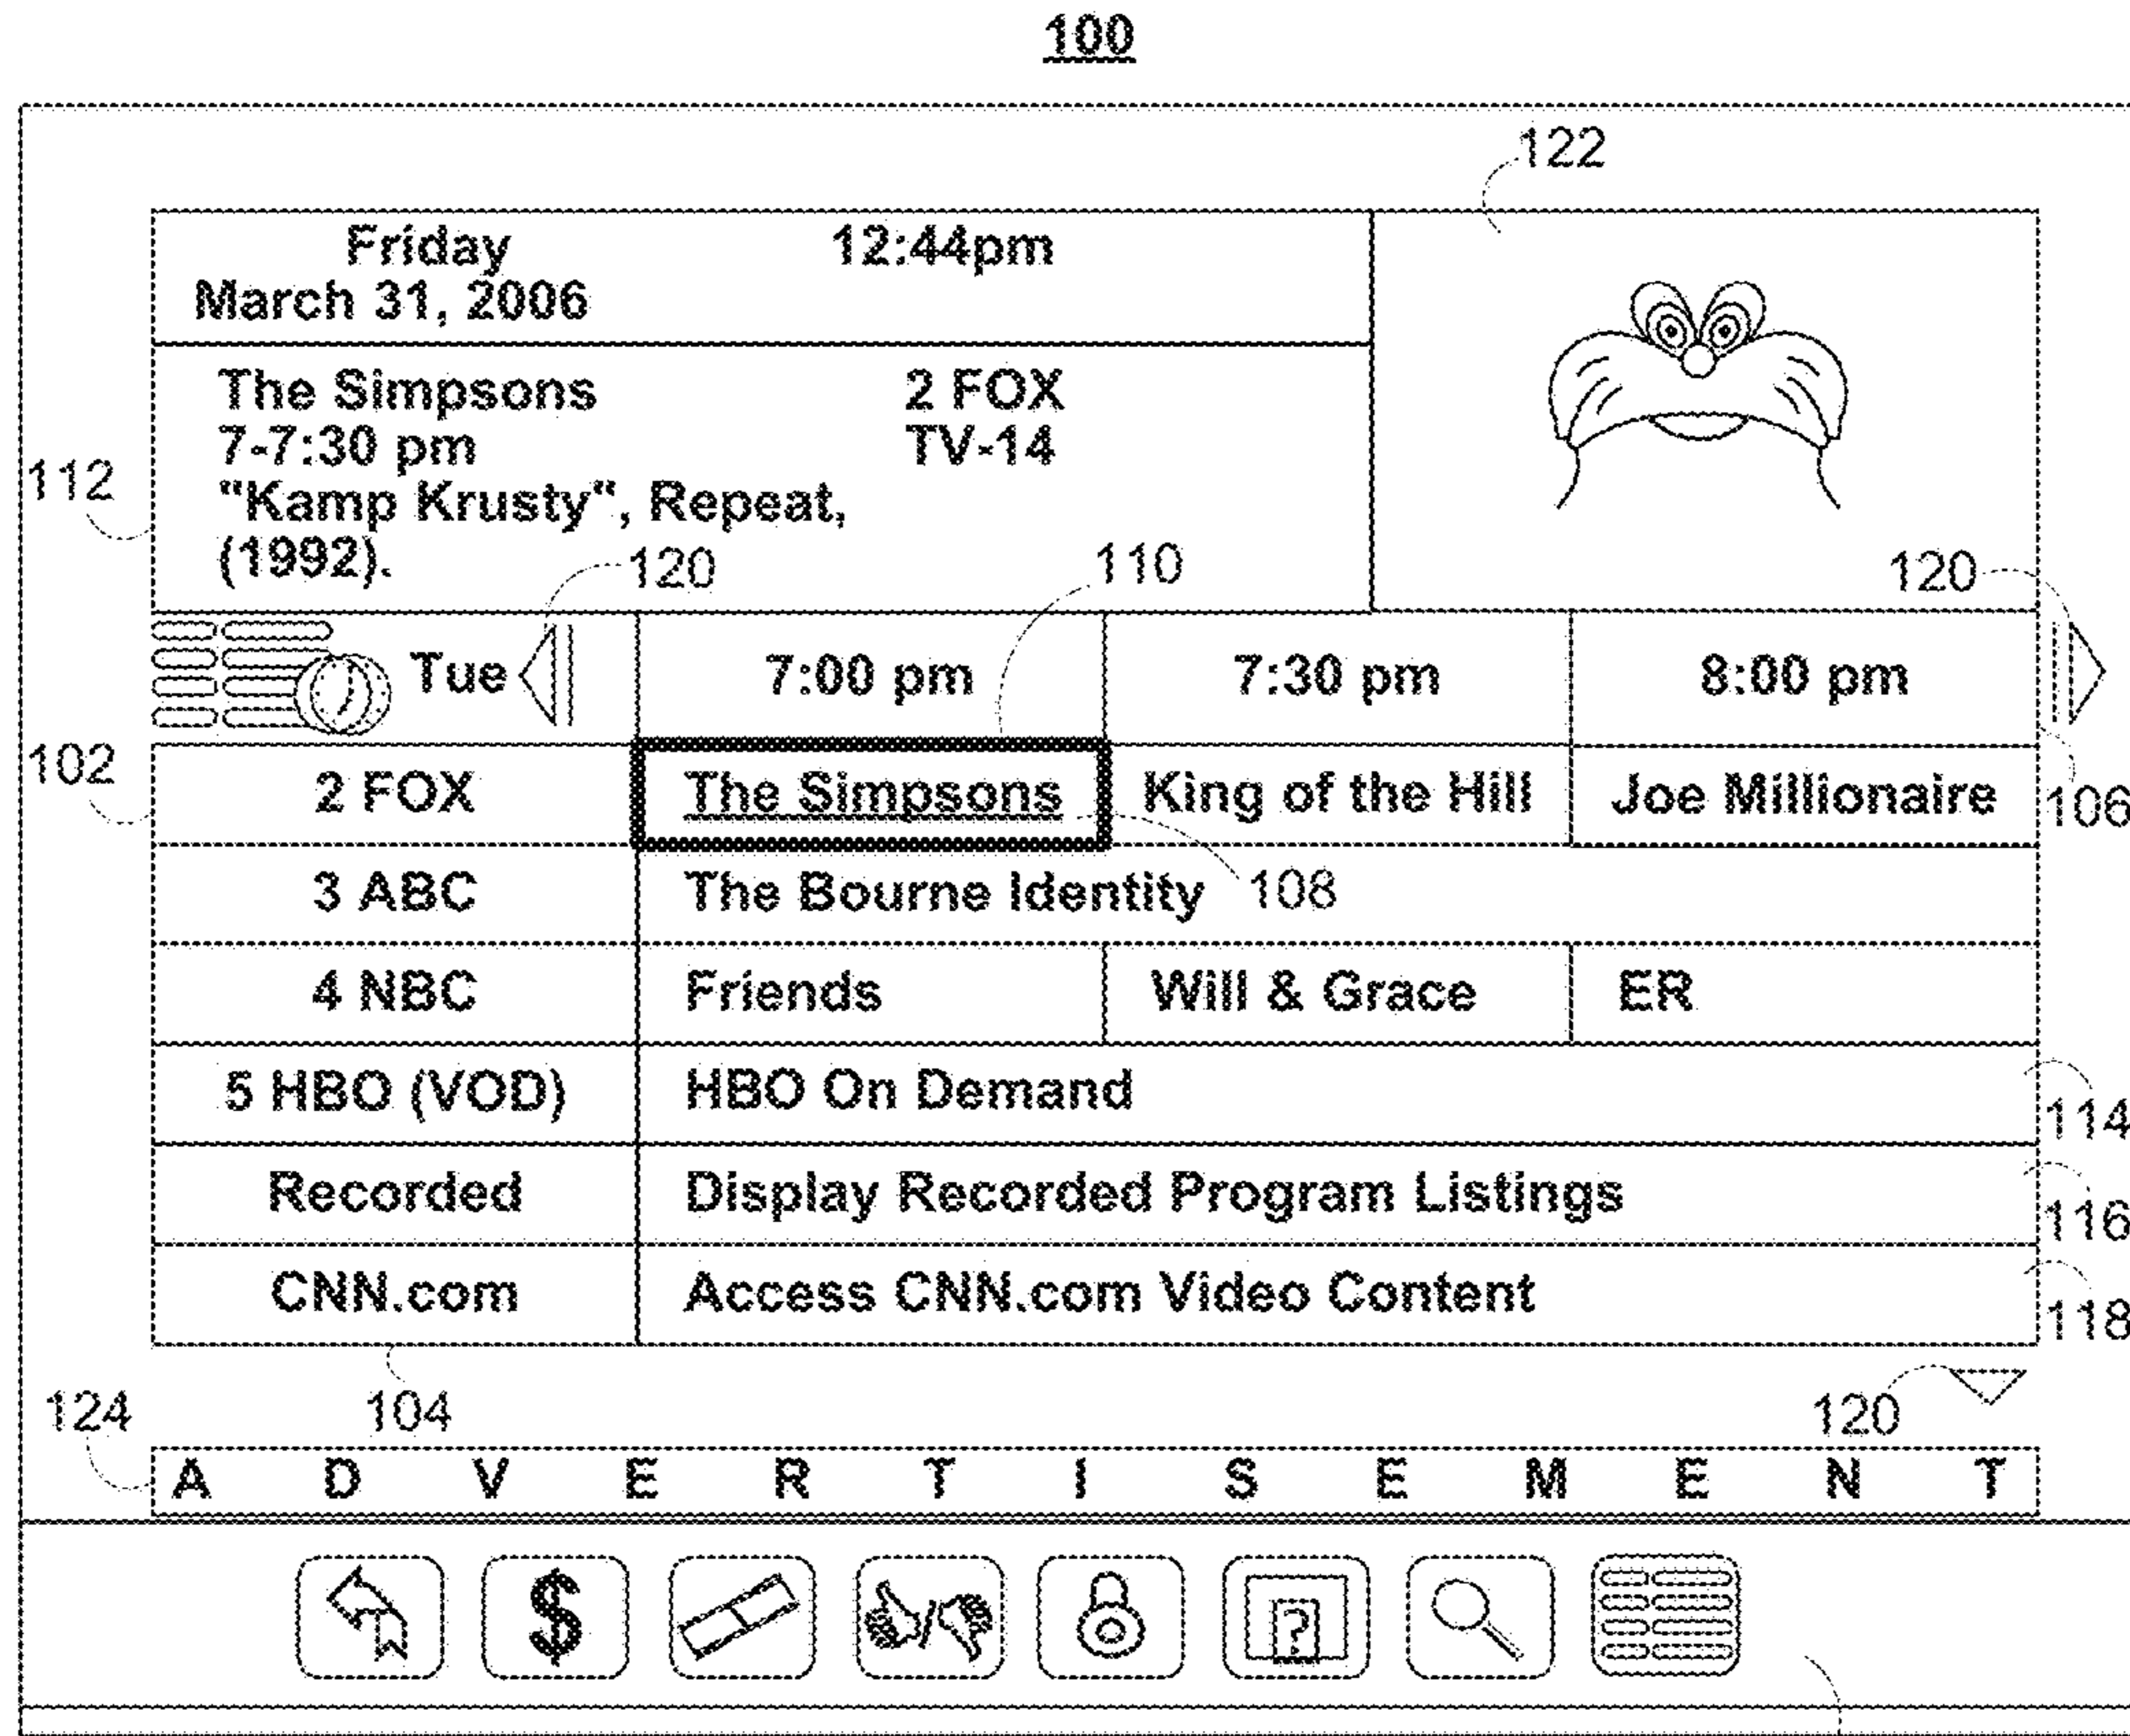 100
122
Friday 12:44pm
March 31, 2006
The Simpsons 2 FOX
7-7:30 pm TV-14
112
"Kamp Krusty", Repeat,
(1992).
120 110 120
Tue 7:00 pm 7:30 pm 8:00 pm
102
2 FOX The Simpsons King of the Hill Joe Millionaire
106
3 ABC The Bourne Identity 108
4 NBC Friends Will & Grace ER
5 HBO (VOD) HBO On Demand
114
Recorded Display Recorded Program Listings
116
CNN.com Access CNN.com Video Content
118
124 104 120
A D V E R T I S E M E N T
$ ?